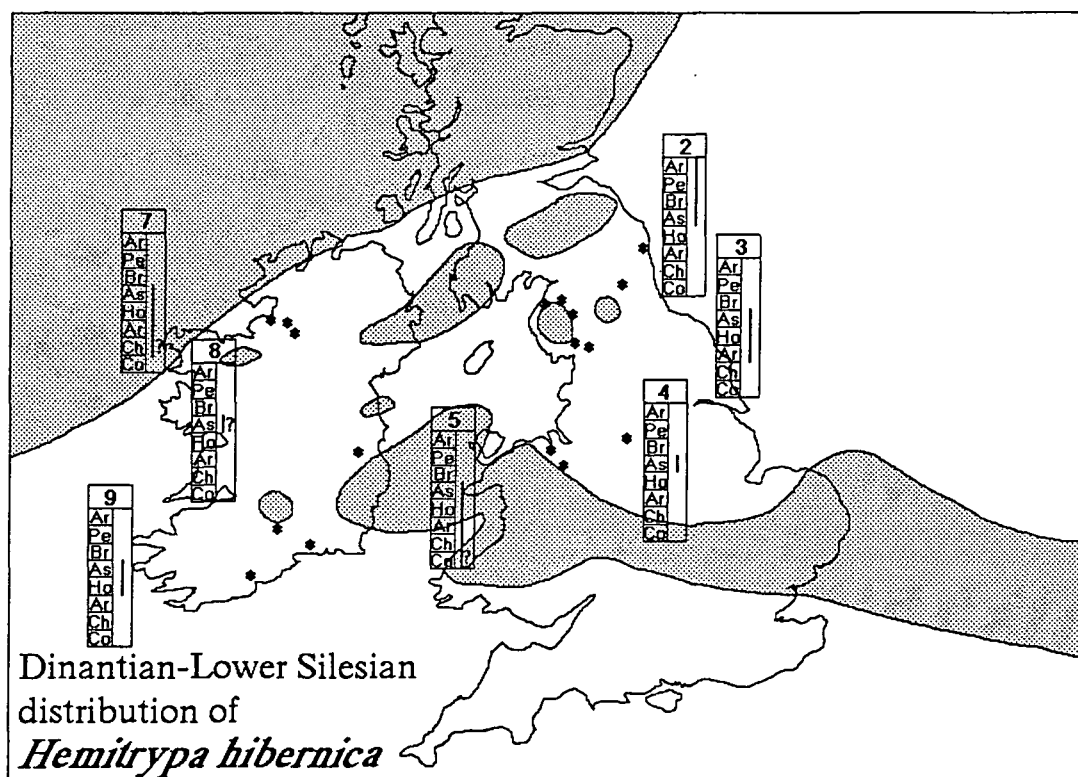 2
Ar
Pe
Br
As
Ho
Ar
Ch
Co
7
Ar
Pe
Br
As
Ho
Ar
Ch ?
Co
3
Ar
Pe
Br
As
Ho
Ar
Ch
Co
8
Ar
Pe
Br
As ?
Ho
Ar
Ch
Co
4
Ar
Pe
Br
As
Ho
Ar
Ch
Co
5
Ar
Pe
Br
As
Ho
Ar
Ch
Co ?
9
Ar
Pe
Br
As
Ho
Ar
Ch
Co
Dinantian-Lower Silesian
distribution of
Hemitrypa hibernica